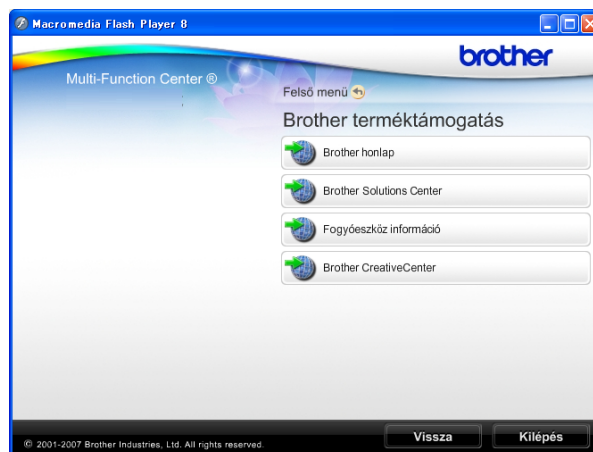 Macromedia Flash Player 8
brother
Multi-Function Center ®
Felső menü
Brother terméktámogatás
Brother honlap
Brother Solutions Center
Fogyóeszköz információ
Brother CreativeCenter
© 2001-2007 Brother Industries, Ltd. All rights reserved.
Vissza
Kilépés